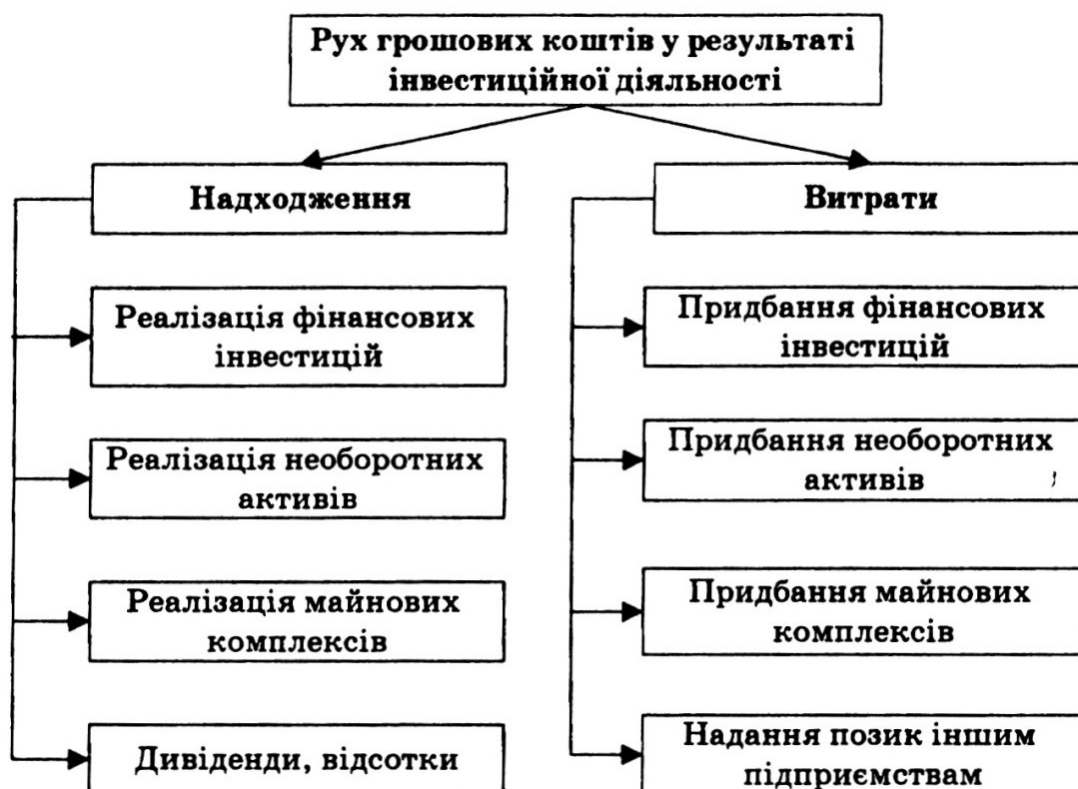 Рух грошових коштів у результаті
інвестиційної діяльності
Надходження
Реалізація фінансових
інвестицій
Реалізація необоротних
активів
Реалізація майнових
комплексів
Дивіденди, відсотки
Витрати
Придбання фінансових
інвестицій
Придбання необоротних
активів
Придбання майнових
комплексів
Надання позик іншим
підприємствам